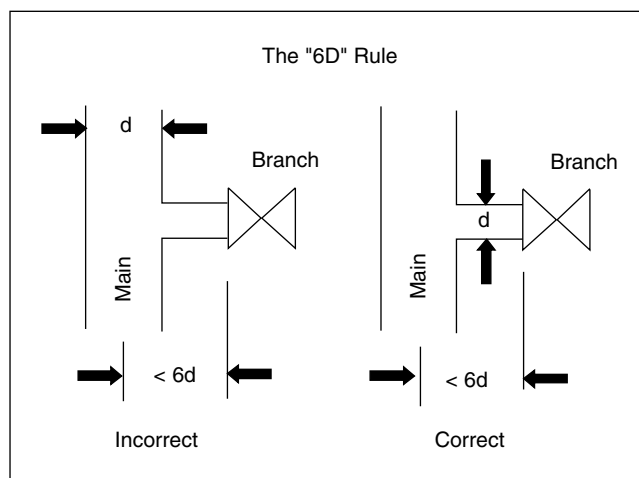 The "6D" Rule
d
Branch
Main
< 6d
Incorrect
Branch
d
Main
< 6d
Correct